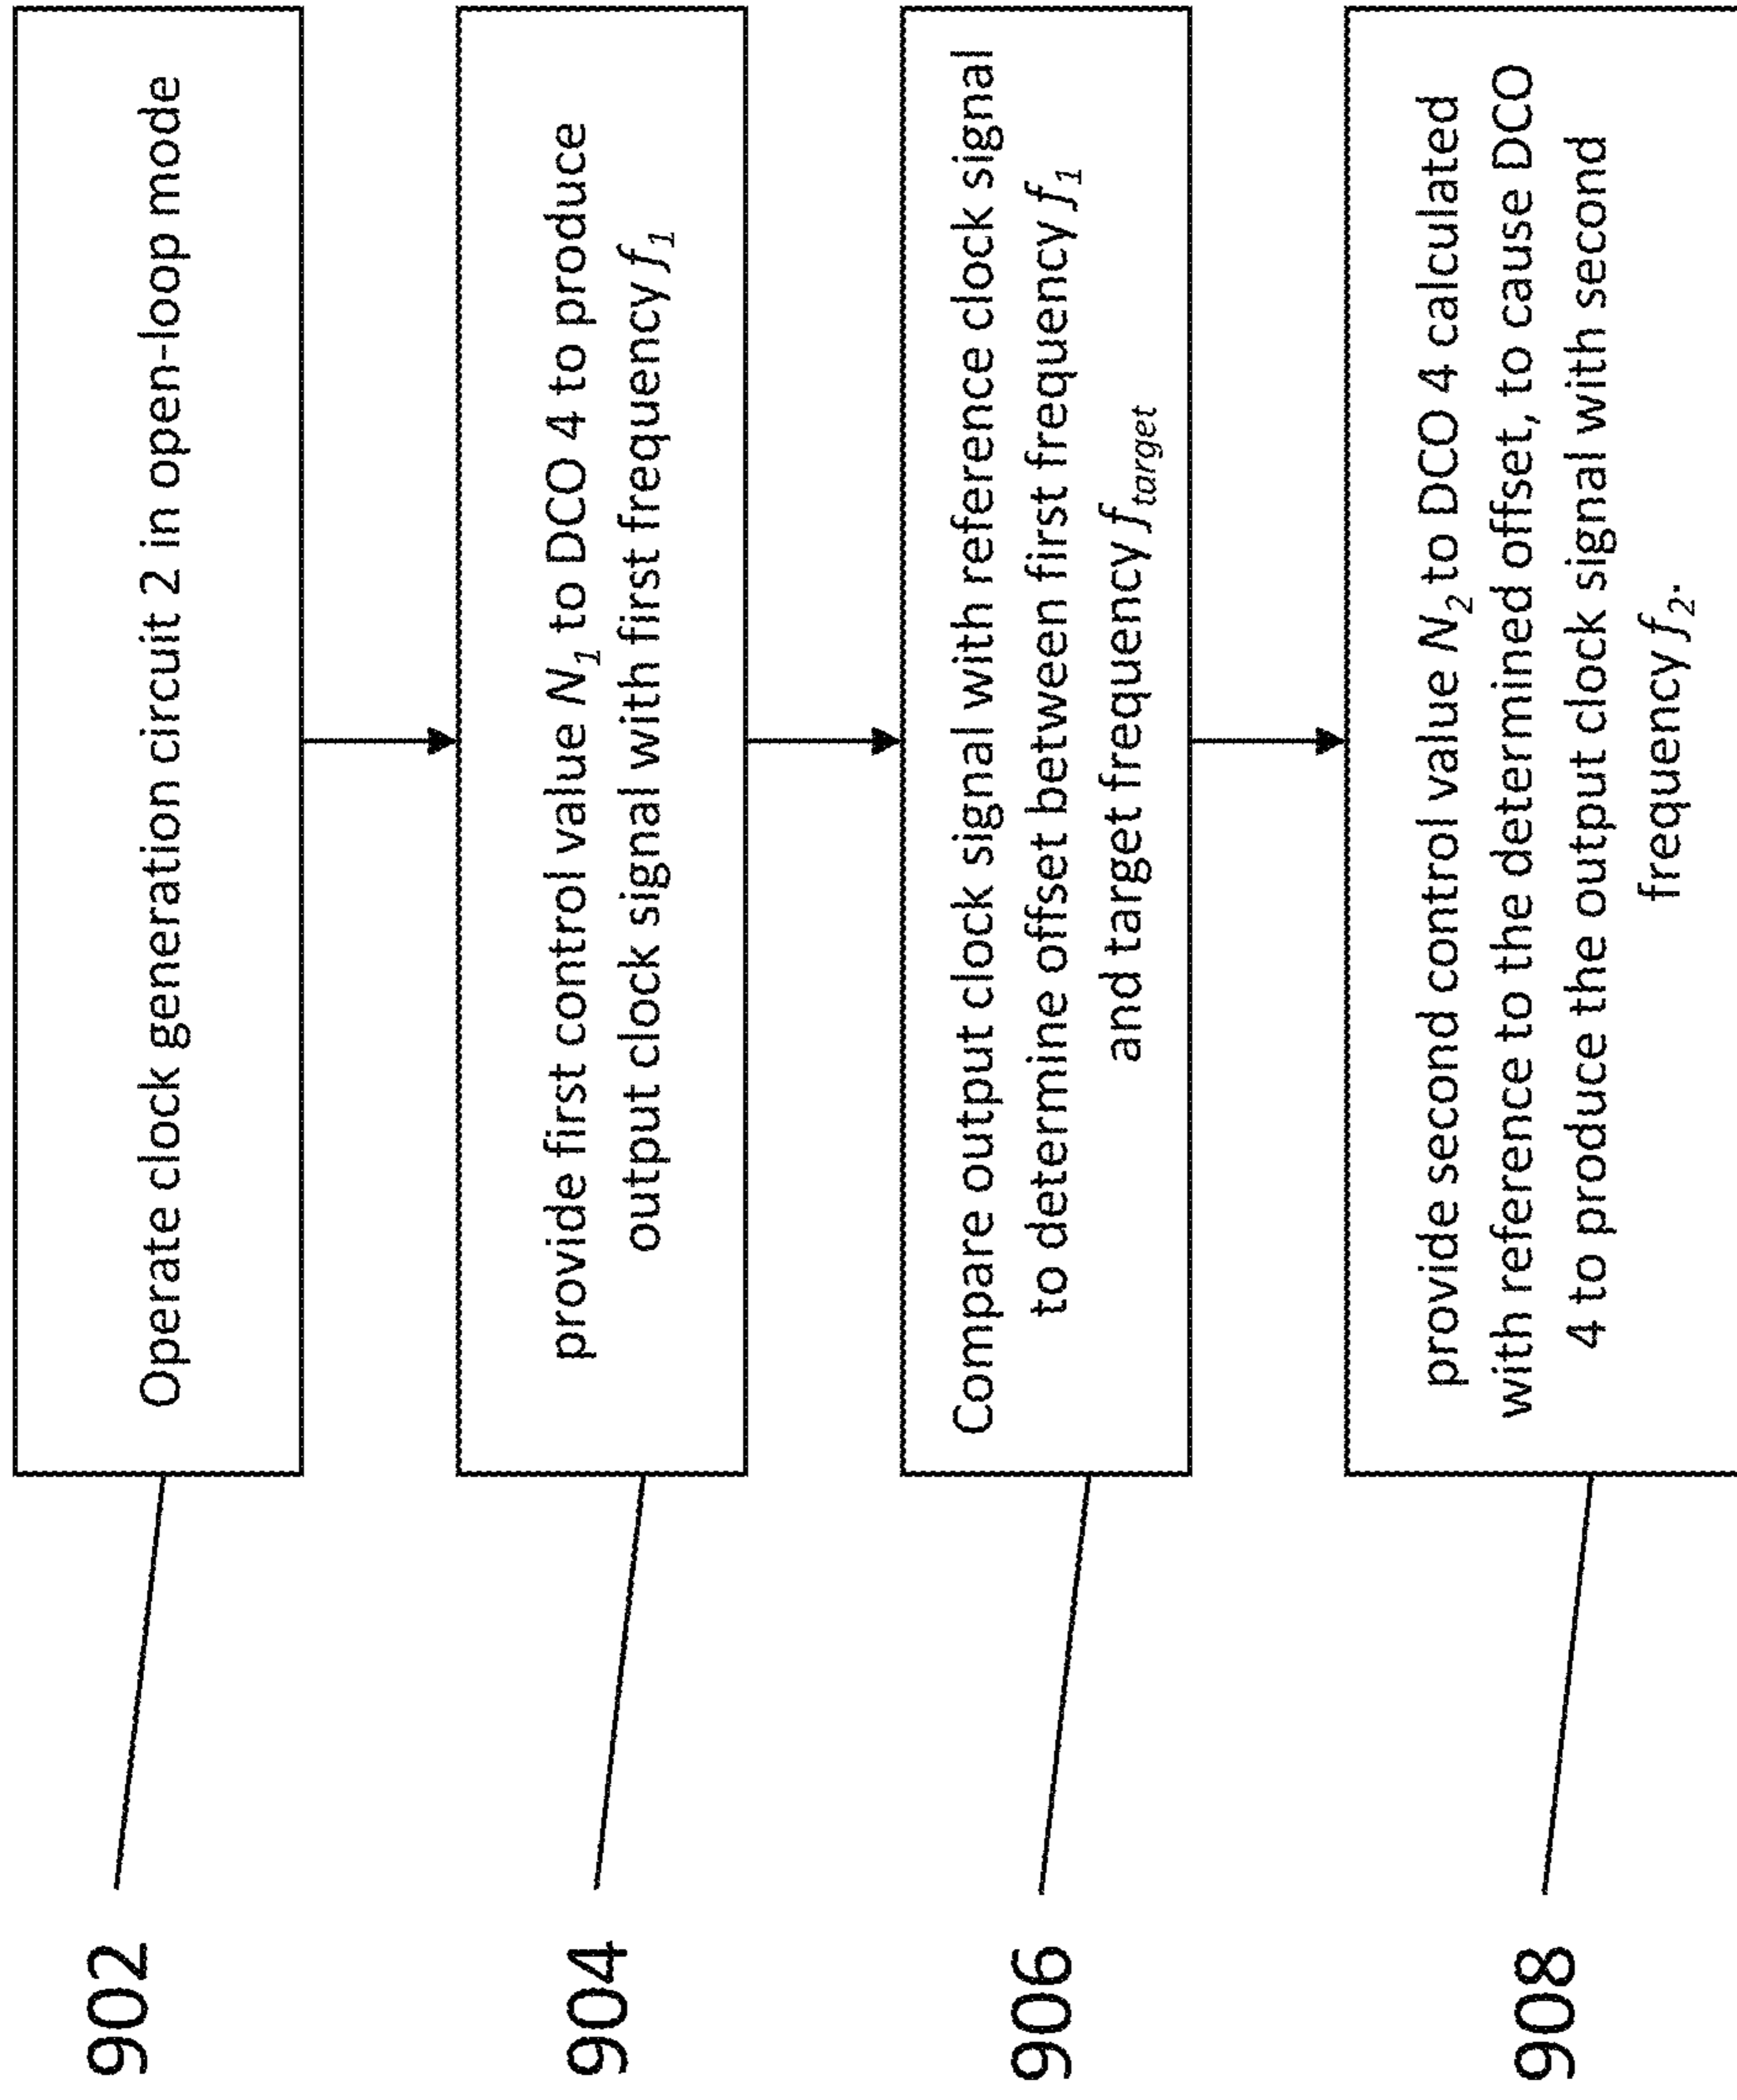 902
Operate clock generation circuit 2 in open-loop mode
904
provide first control value N₁ to DCO 4 to produce
output clock signal with first frequency f₁
906
Compare output clock signal with reference clock signal
to determine offset between first frequency f₁
and target frequency f_target
908
provide second control value N₂ to DCO 4 calculated
with reference to the determined offset, to cause DCO
4 to produce the output clock signal with second
frequency f₂.